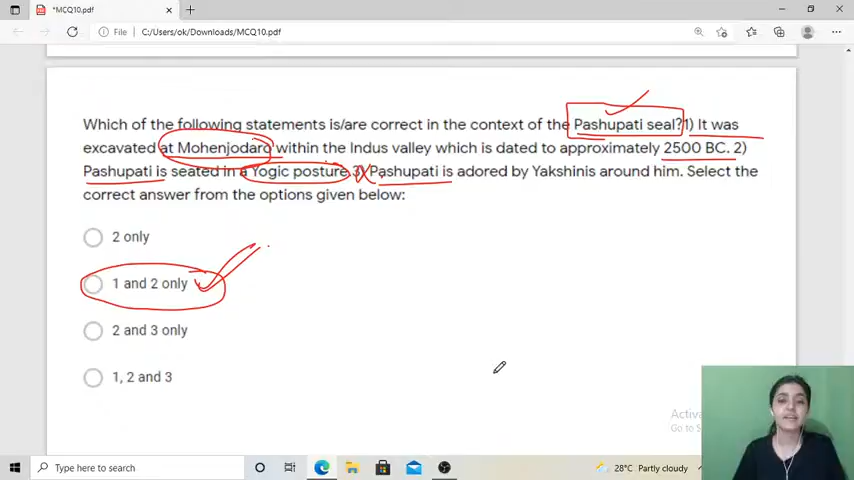 *MCQ10.pdf
File
C:/Users/ok/Downloads/MCQ10.pdf
Which of the following statements is/are correct in the context of the Pashupati seal? 1) It was
excavated at Mohenjodaro within the Indus valley which is dated to approximately 2500 BC. 2)
Pashupati is seated in a Yogic posture. 3) Pashupati is adored by Yakshinis around him. Select the
correct answer from the options given below:
2 only
1 and 2 only
2 and 3 only
1, 2 and 3
Activa
Go to S
Type here to search
28°C Partly cloudy